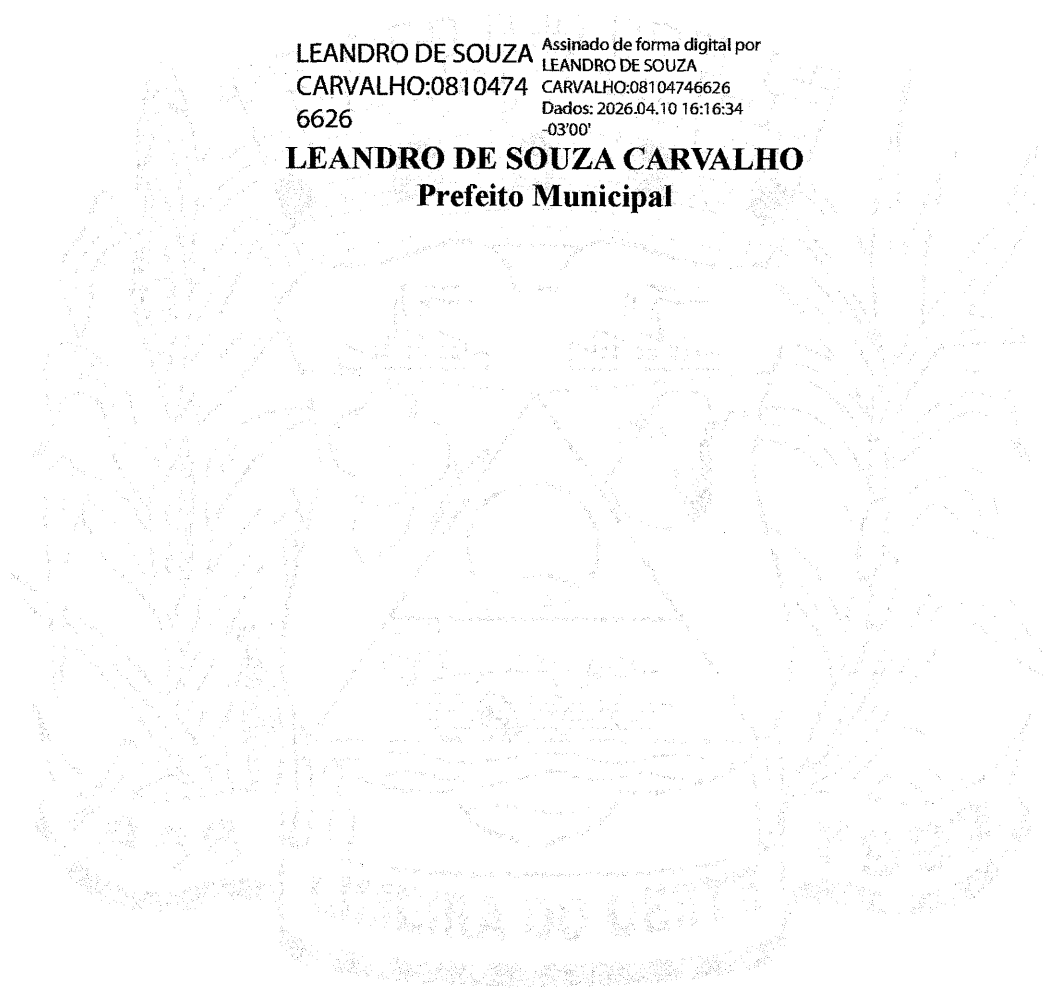 LEANDRO DE SOUZA
CARVALHO:0810474
6626
Assinado de forma digital por
LEANDRO DE SOUZA
CARVALHO:08104746626
Dados: 2026.04.10 16:16:34
-03'00'
LEANDRO DE SOUZA CARVALHO
Prefeito Municipal